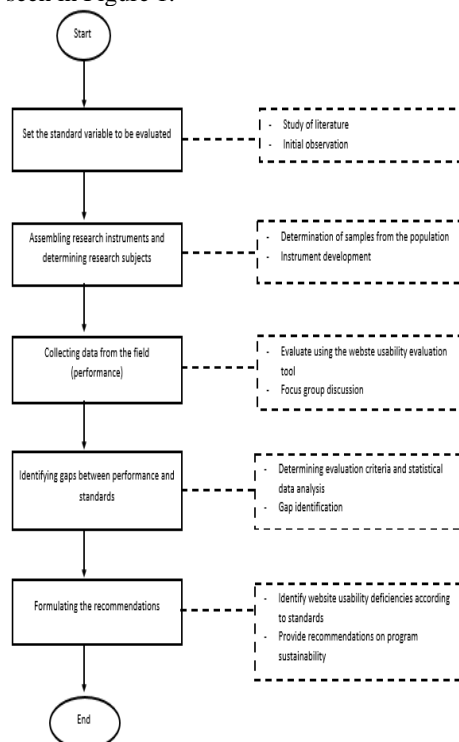 seen in Figure 1.
Start
Set the standard variable to be evaluated
- Study of literature
- Initial observation
Assembling research instruments and
determining research subjects
- Determination of samples from the population
- Instrument development
Collecting data from the field
(performance)
- Evaluate using the webste usability evaluation
tool
- Focus group discussion
Identifying gaps between performance and
standards
- Determining evaluation criteria and statistical
data analysis
- Gap identification
Formulating the recommendations
- Identify website usability deficiencies according
to standards
- Provide recommendations on program
sustainability
End